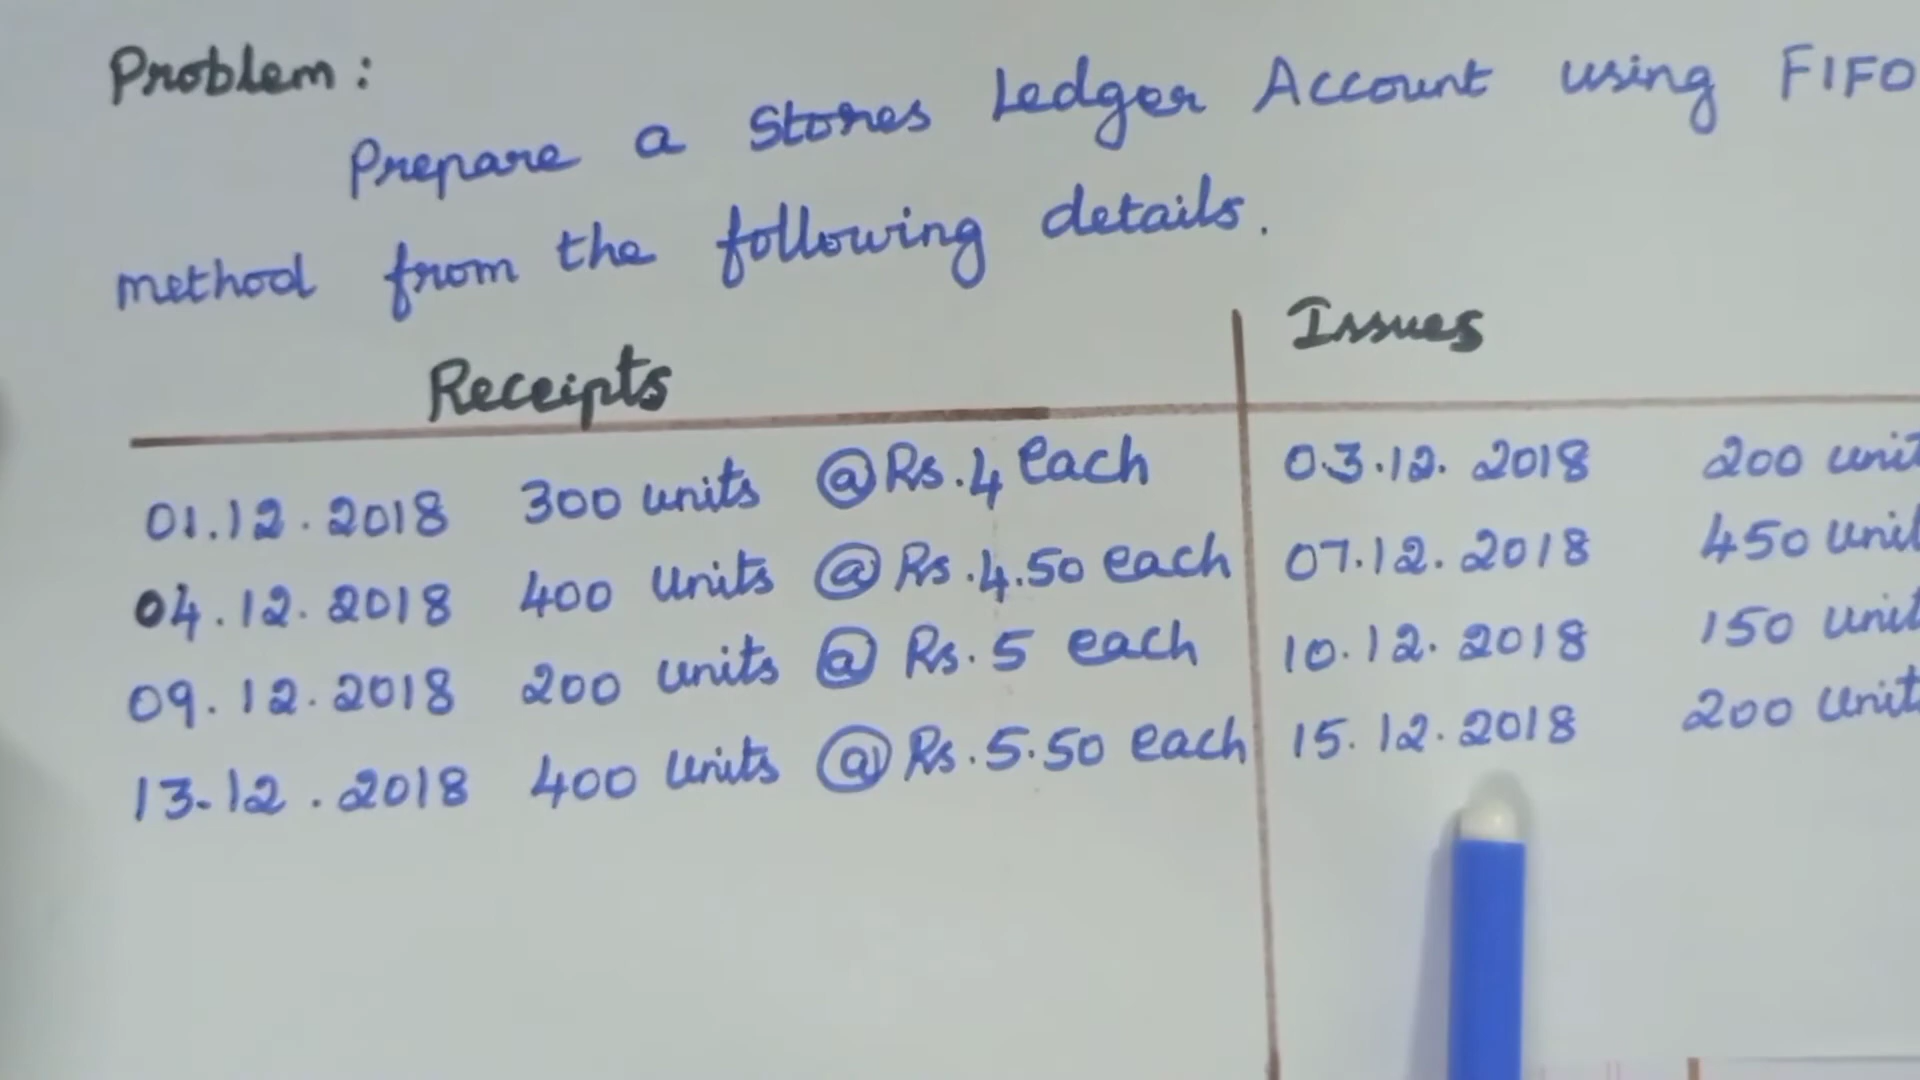 Problem:
Prepare a Stores Ledger Account using FIFO
method from the following details.
Receipts
Issues
01.12.2018 300 units @ Rs.4 each 03.12.2018 200
04.12.2018 400 units @ Rs.4.50 each 07.12.2018 450
09.12.2018 200 units @ Rs.5 each 10.12.2018 150
13.12.2018 400 units @ Rs.5.50 each 15.12.2018 200